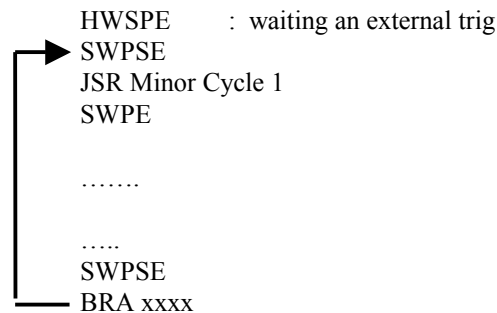 HWSPE : waiting an external trig
SWPSE
JSR Minor Cycle 1
SWPE
…….
…..
SWPSE
BRA xxxx